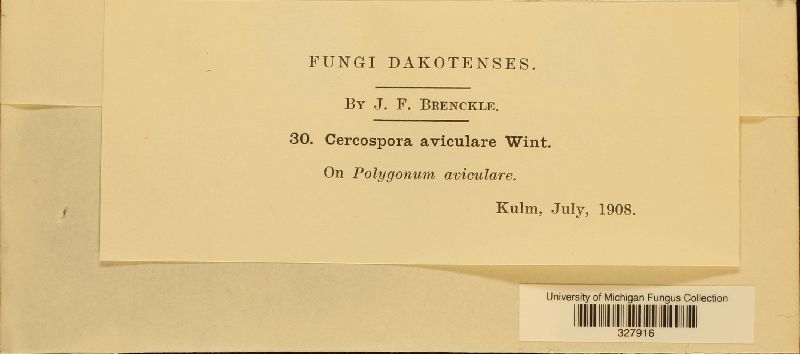 FUNGI DAKOTENSES.
By J. F. Brenckle.
30. Cercospora aviculare Wint.
On Polygonum aviculare.
Kulm, July, 1908.
University of Michigan Fungus Collection
327916